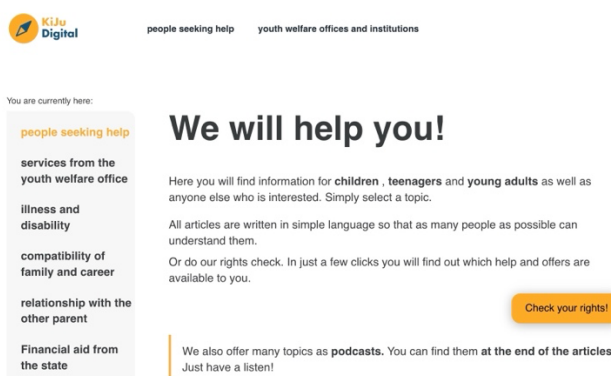 KiJu
Digital
people seeking help
youth welfare offices and institutions
You are currently here:
people seeking help
services from the
youth welfare office
illness and
disability
compatibility of
family and career
relationship with the
other parent
Financial aid from
the state
We will help you!
Here you will find information for children , teenagers and young adults as well as
anyone else who is interested. Simply select a topic.
All articles are written in simple language so that as many people as possible can
understand them.
Or do our rights check. In just a few clicks you will find out which help and offers are
available to you.
Check your rights!
We also offer many topics as podcasts. You can find them at the end of the articles
Just have a listen!